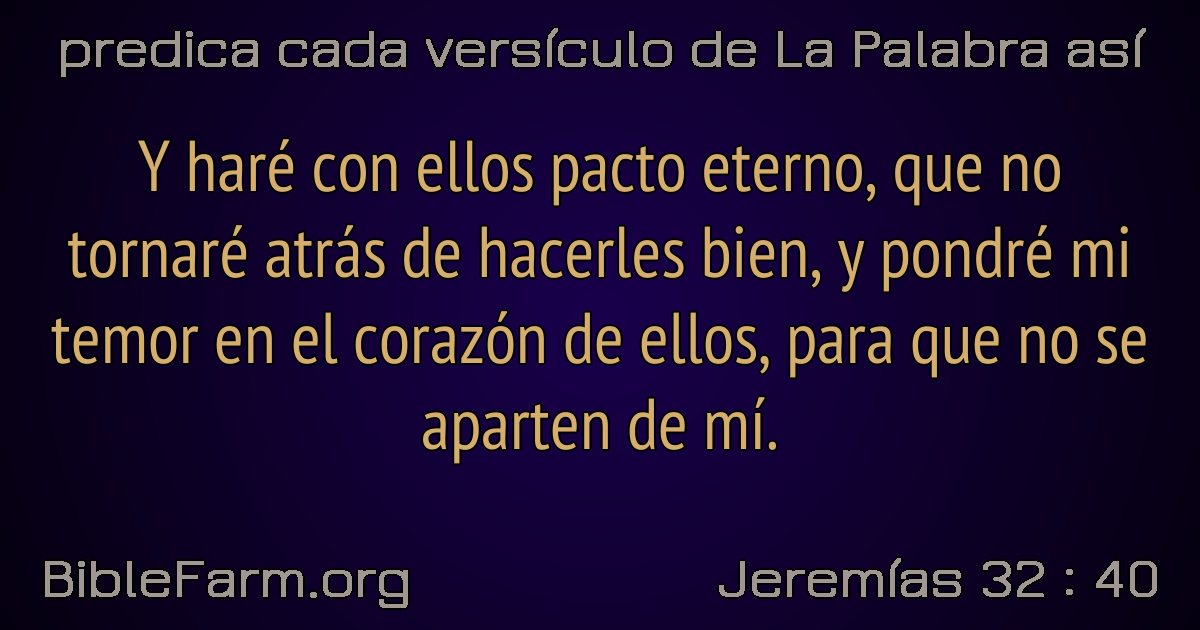 predica cada versículo de La Palabra así
Y haré con ellos pacto eterno, que no
tornaré atrás de hacerles bien, y pondré mi
temor en el corazón de ellos, para que no se
aparten de mí.
BibleFarm.org
Jeremías 32 : 40